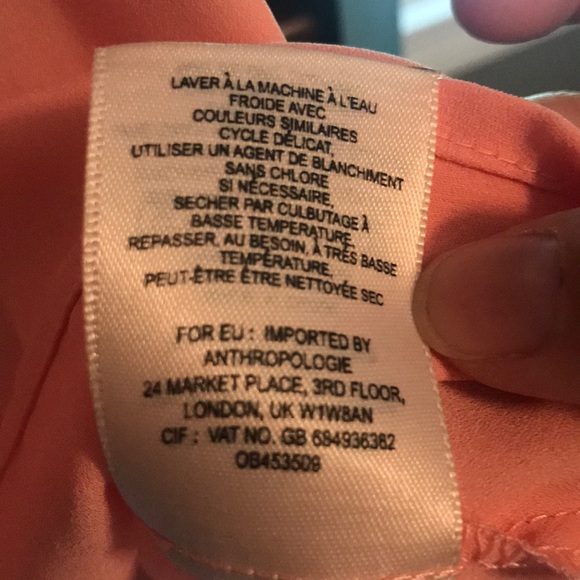 LAVER À LA MACHINE À L'EAU
FROIDE AVEC
COULEURS SIMILAIRES
CYCLE DÉLICAT,
UTILISER UN AGENT DE BLANCHIMENT
SANS CHLORE
SI NÉCESSAIRE,
SECHER PAR CULBUTAGE À
BASSE TEMPERATURE,
REPASSER, AU BESOIN, À TRÈS BASSE
TEMPÉRATURE,
PEUT-ÊTRE ÊTRE NETTOYÉE SEC
FOR EU : IMPORTED BY
ANTHROPOLOGIE
24 MARKET PLACE, 3RD FLOOR,
LONDON, UK W1W8AN
CIF : VAT NO. GB 684936382
OB453509